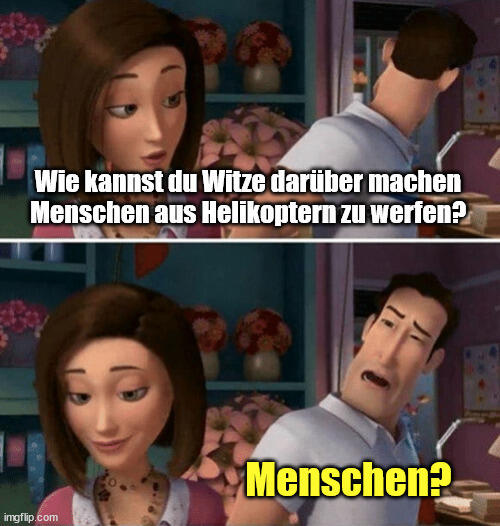 Wie kannst du Witze darüber machen
Menschen aus Helikoptern zu werfen?
Menschen?
imgflip.com